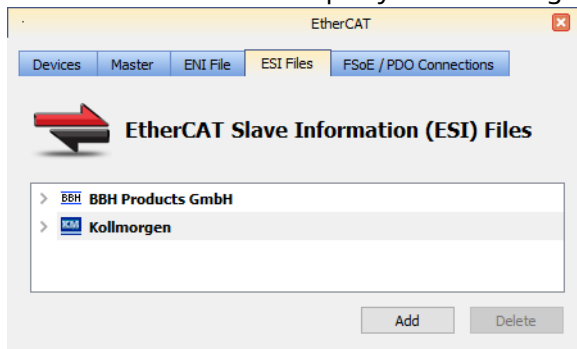 EtherCAT
Devices Master ENI File ESI Files FSoE / PDO Connections
EtherCAT Slave Information (ESI) Files
BBH BBH Products GmbH
KM Kollmorgen
Add Delete